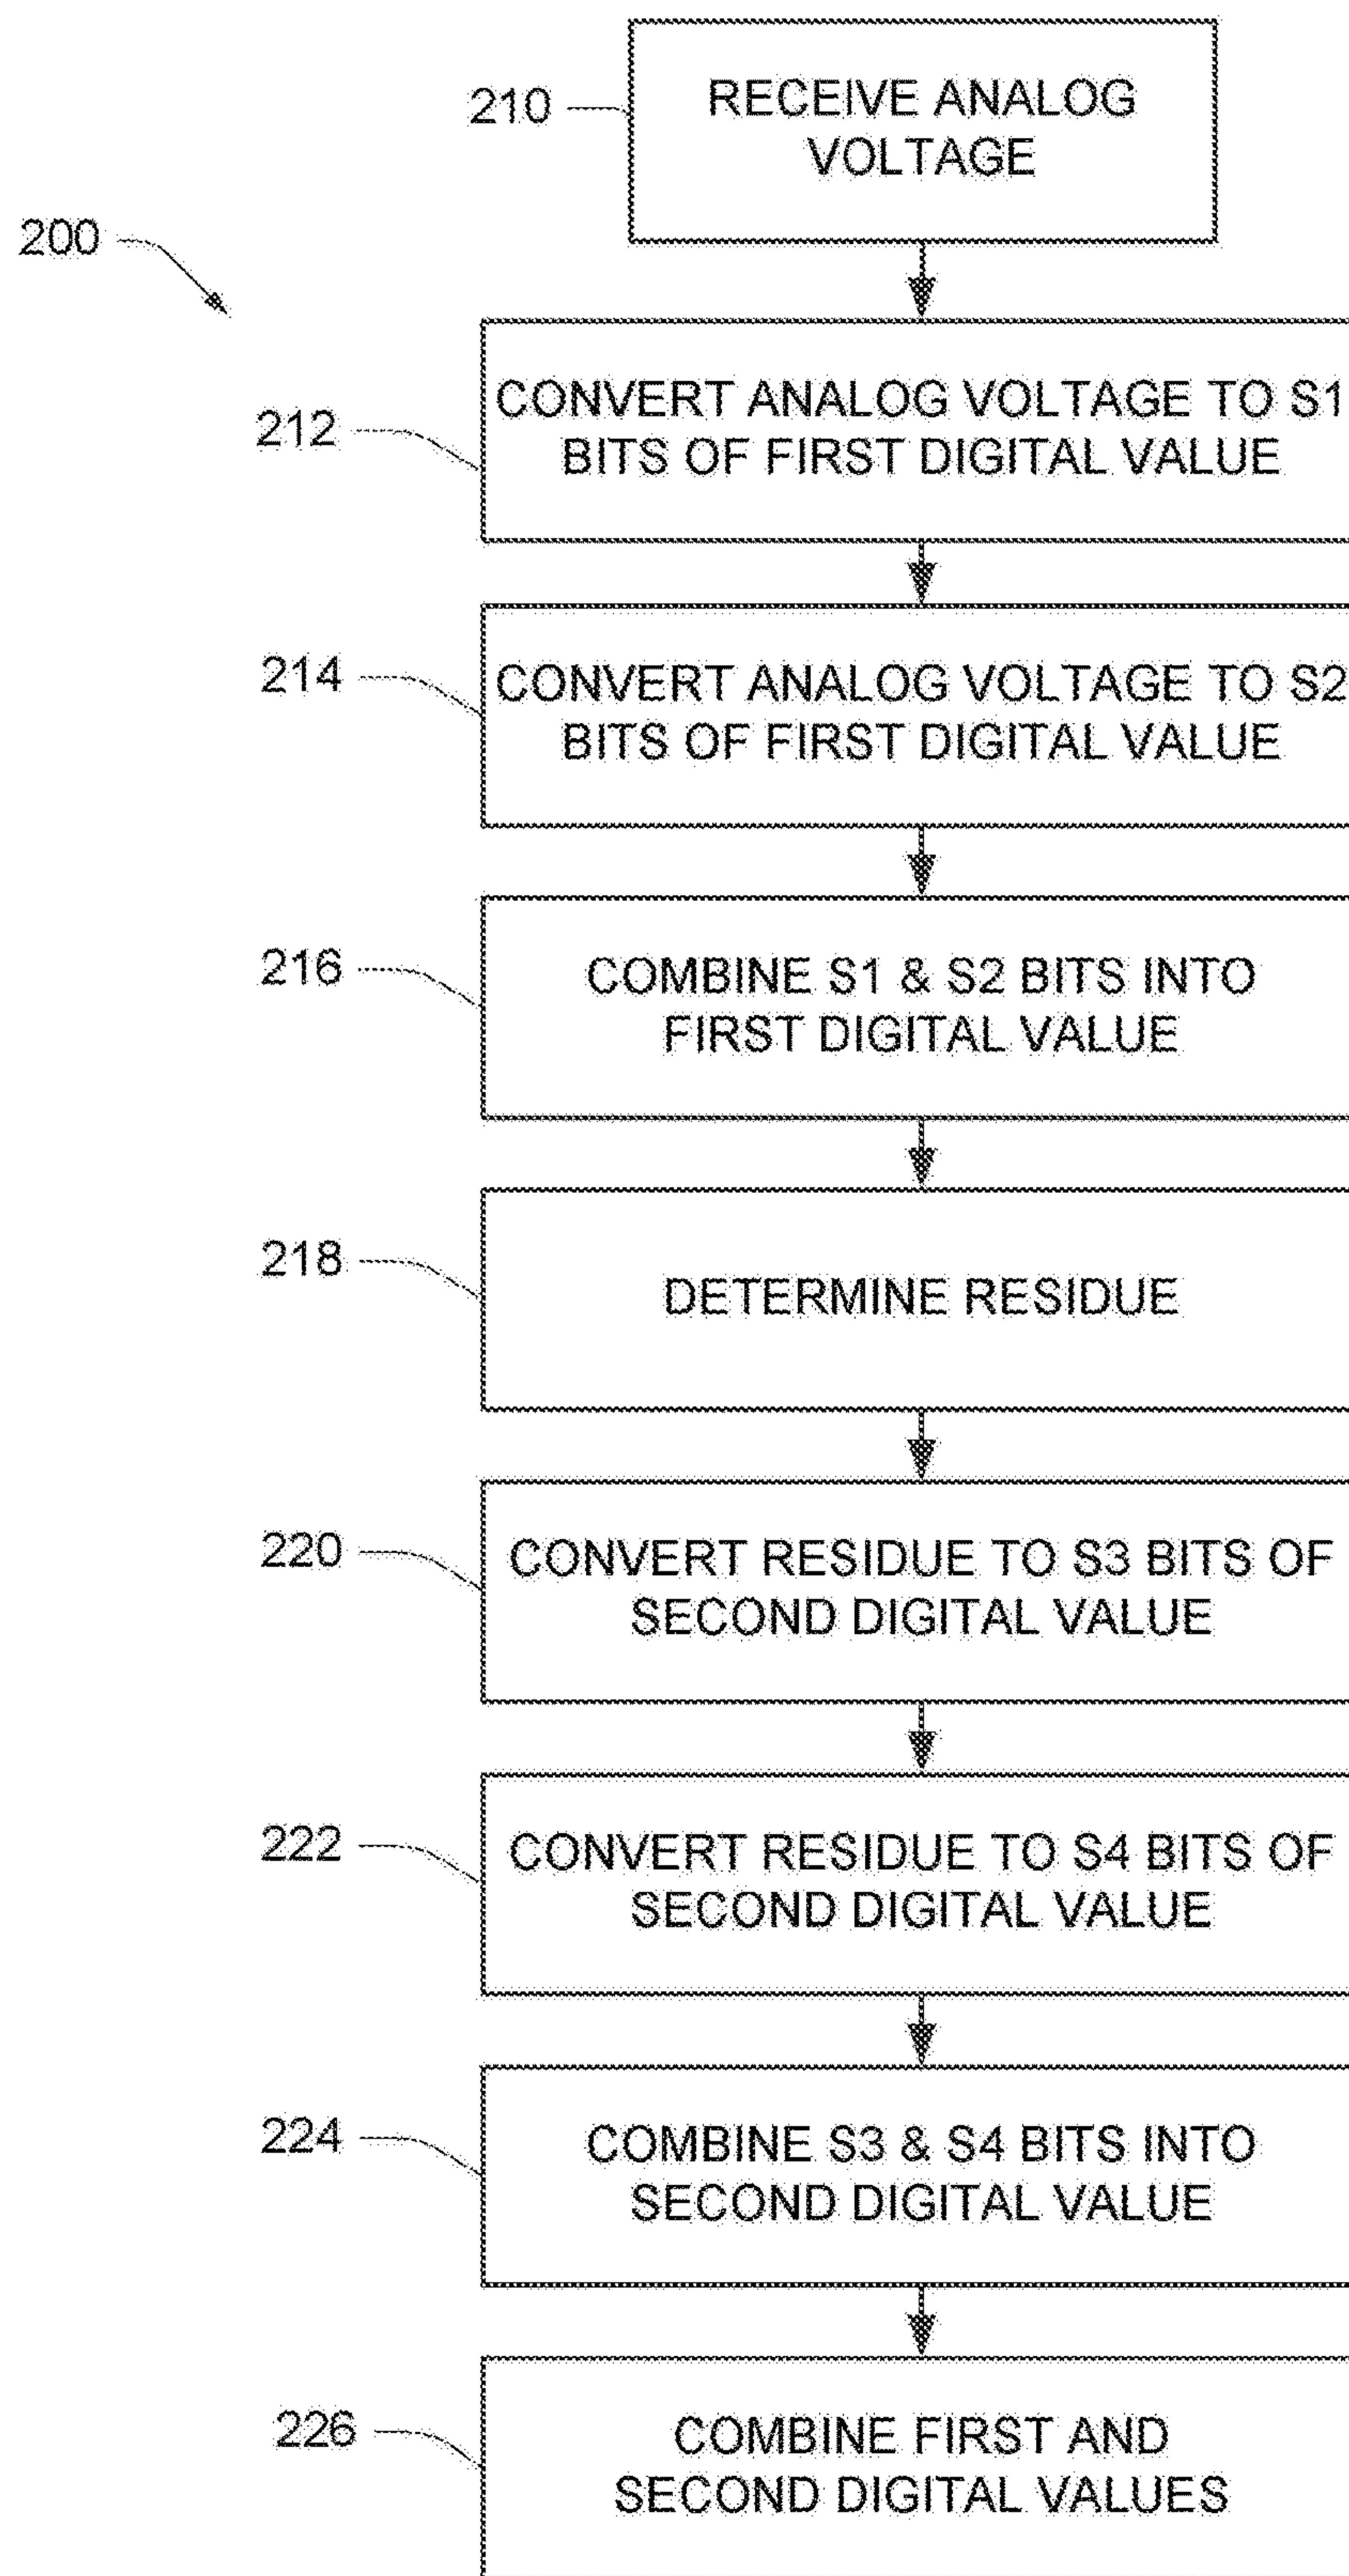 210
RECEIVE ANALOG
VOLTAGE
200
212
CONVERT ANALOG VOLTAGE TO S1
BITS OF FIRST DIGITAL VALUE
214
CONVERT ANALOG VOLTAGE TO S2
BITS OF FIRST DIGITAL VALUE
216
COMBINE S1 & S2 BITS INTO
FIRST DIGITAL VALUE
218
DETERMINE RESIDUE
220
CONVERT RESIDUE TO S3 BITS OF
SECOND DIGITAL VALUE
222
CONVERT RESIDUE TO S4 BITS OF
SECOND DIGITAL VALUE
224
COMBINE S3 & S4 BITS INTO
SECOND DIGITAL VALUE
226
COMBINE FIRST AND
SECOND DIGITAL VALUES